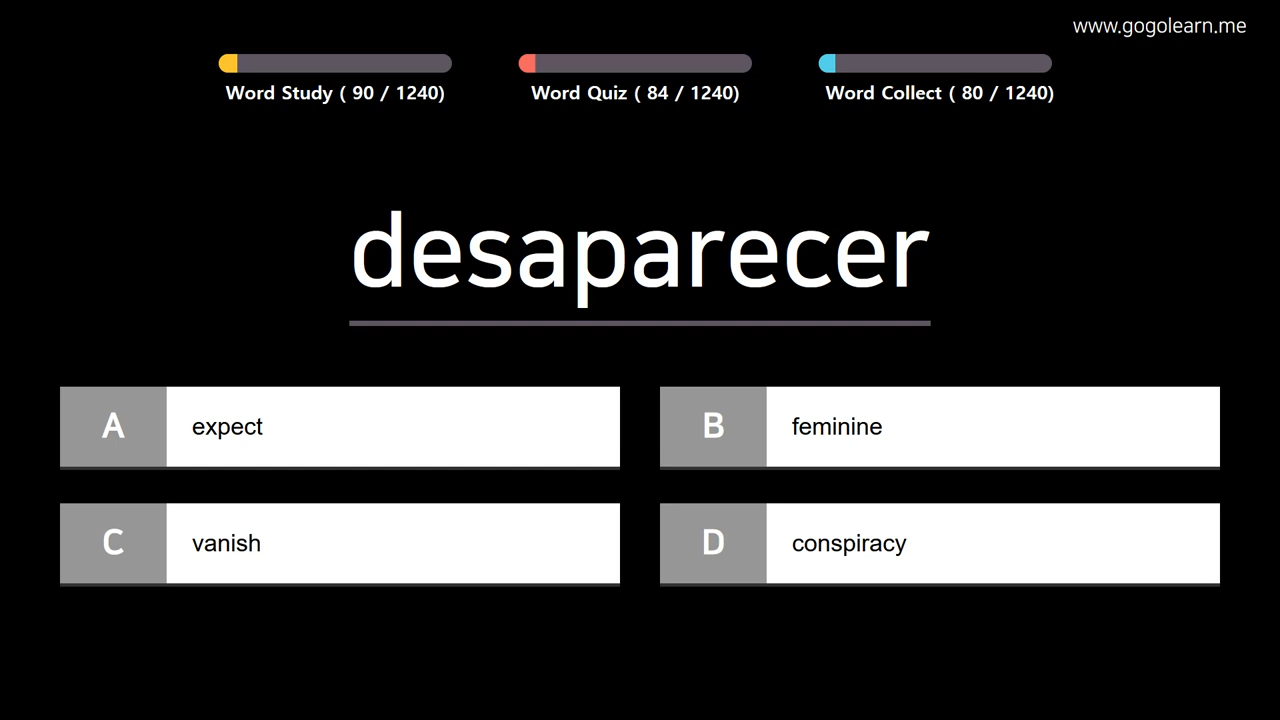 www.gogolearn.me
Word Study ( 90 / 1240)
Word Quiz ( 84 / 1240)
Word Collect ( 80 / 1240)
desaparecer
A expect
B feminine
C vanish
D conspiracy